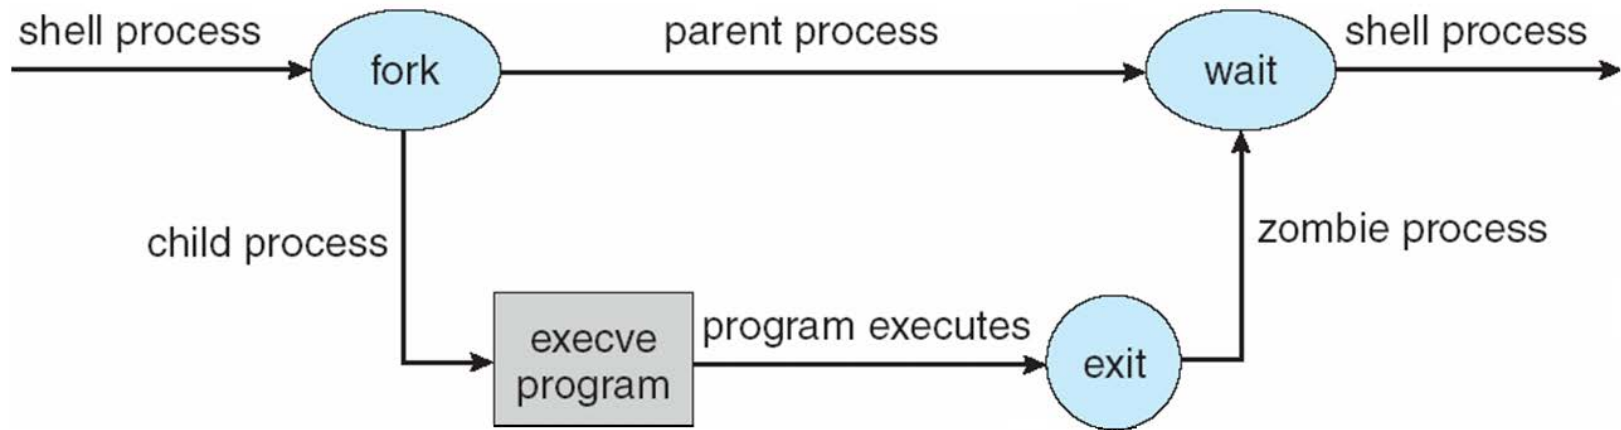 shell process
parent process
shell process
fork
wait
child process
zombie process
execve
program
program executes
exit